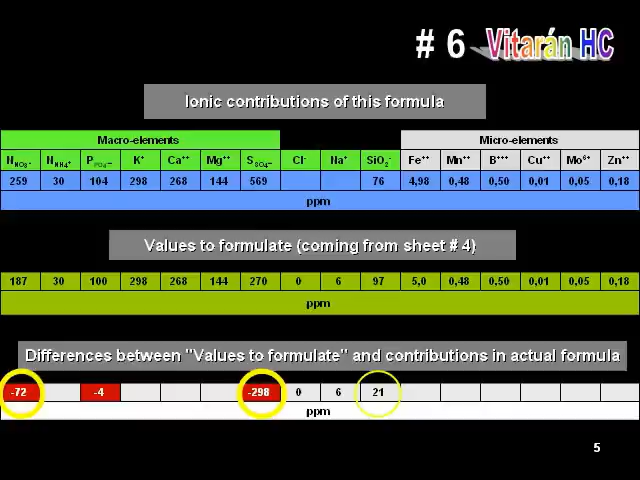 # 6 Vitarán HC
Ionic contributions of this formula
Macro-elements Micro-elements
N NO3- N NH4+ P PO4-- K+ Ca++ Mg++ S SO4-- Cl- Na+ SiO2- Fe++ Mn++ B+++ Cu++ Mo6+ Zn++
259 30 104 298 268 144 569 76 4,98 0,48 0,50 0,01 0,05 0,18
ppm
Values to formulate (coming from sheet # 4)
187 30 100 298 268 144 270 0 6 97 5,0 0,48 0,50 0,01 0,05 0,18
ppm
Differences between "Values to formulate" and contributions in actual formula
-72 -4 -298 0 6 21
ppm
5